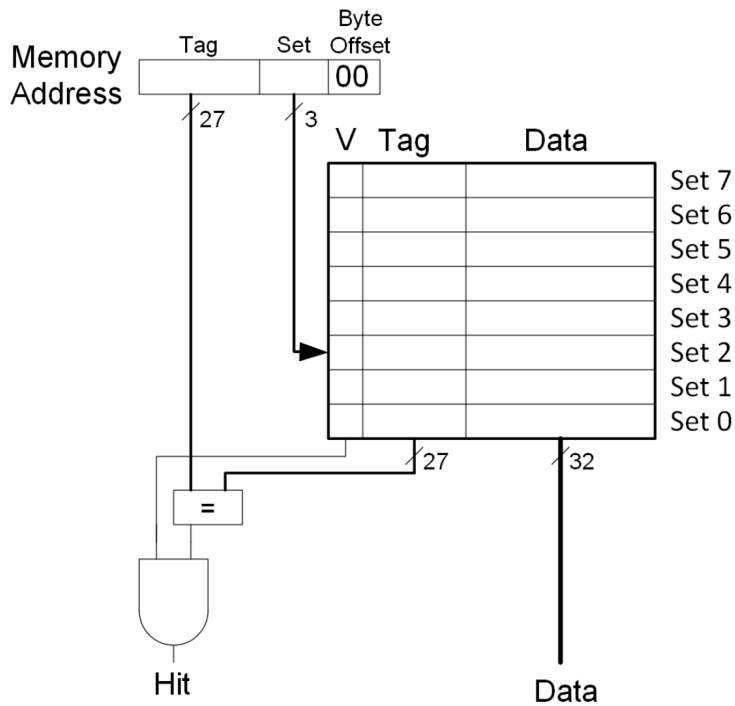 Byte
Tag Set Offset
Memory Address
00
27 3
V Tag Data
Set 7
Set 6
Set 5
Set 4
Set 3
Set 2
Set 1
Set 0
27 32
=
Hit
Data